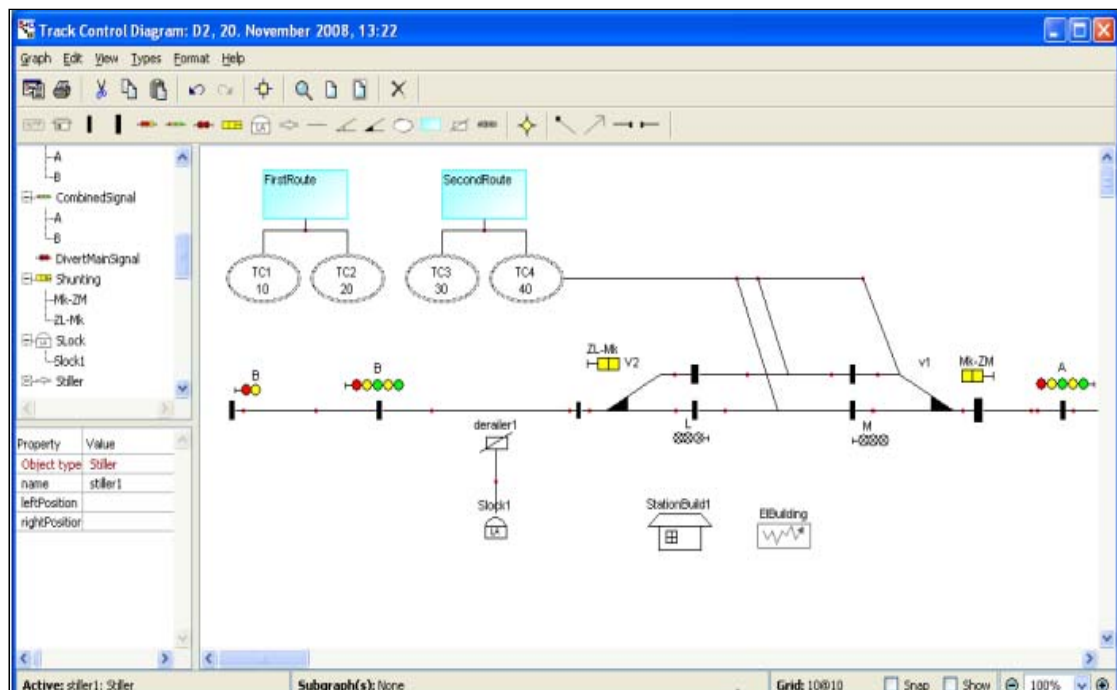 Track Control Diagram: D2, 20. November 2008, 13:22
Graph Edit View Types Format Help
LA
A
B
CombinedSignal
A
B
DivertMainSignal
Shunting
Mk-ZM
ZL-Mk
SLock
Slock1
Stiller
Property Value
Object type Stiller
name stiller1
leftPosition
rightPosition
FirstRoute SecondRoute
TC1 TC2 TC3 TC4
10 20 30 40
ZL-Mk V2 v1 Mk-ZM A
B B
derailer1 L M
Slock1 StationBuild1 ElBuilding
LA
Active: stiller1: Stiller Subgraph(s): None Grid: 10@10 Snap Show 100%